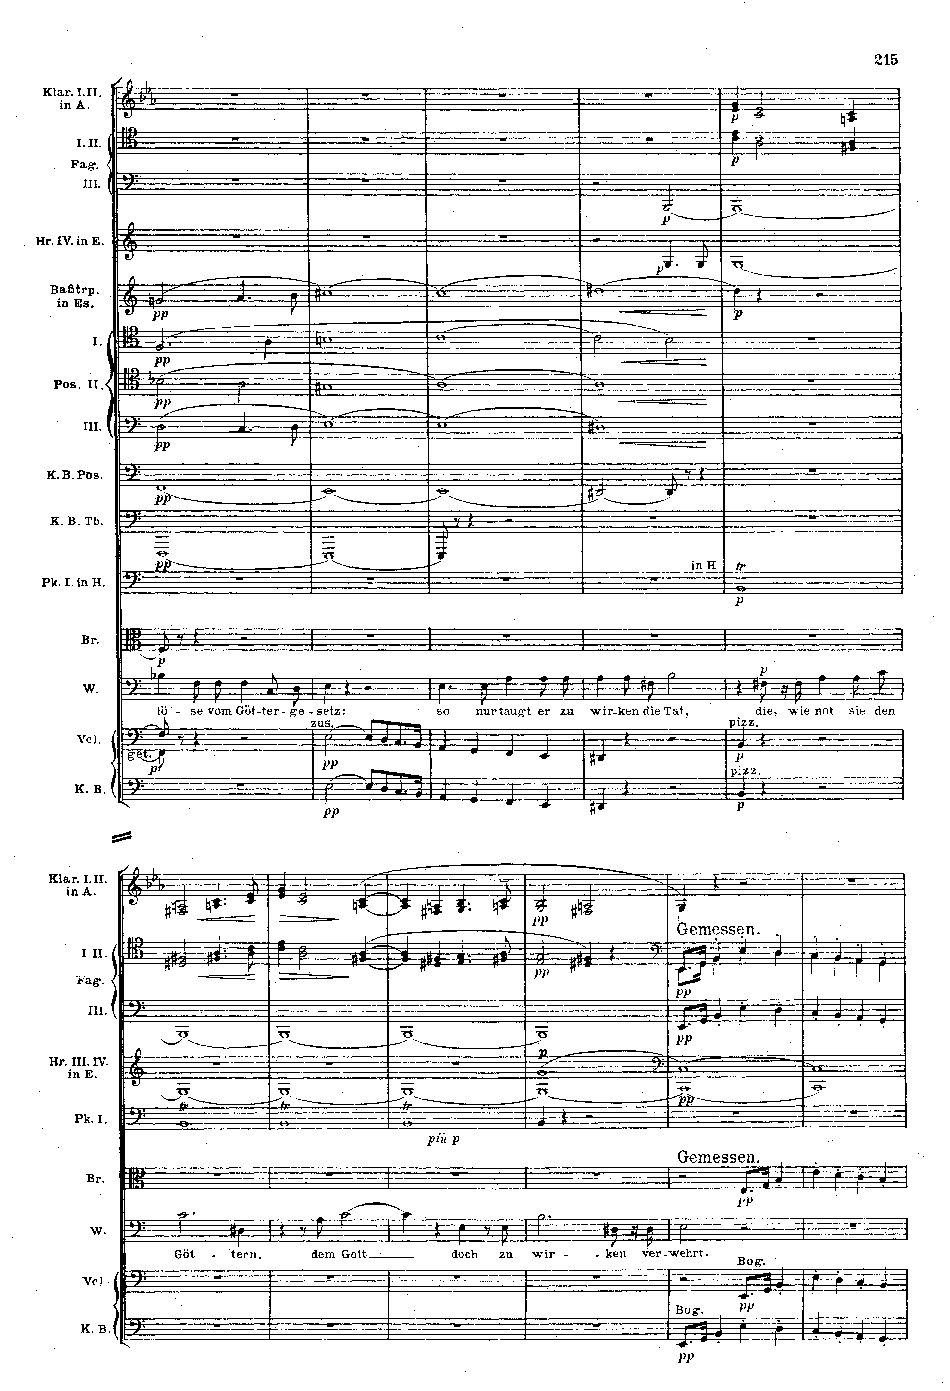 215
Klar. I.II.
in A.
I. II.
Fag.
III.
p
p
p
Hr. IV. in E.
p
Baßtrp.
in Es.
pp
p
I.
pp
Pos. II.
pp
III.
pp
K. B. Pos.
pp
K. B. Tb.
pp
Pk. I. in H.
in H
tr
p
Br.
p
W.
p
lö - se vom Göt-ter-ge-setz: so nur taugt er zu wir-ken die Tat, die, wie not sie den
zus.
pizz.
Vcl.
get.
p
pp
p
pizz.
K. B.
pp
p
Klar. I. II.
in A.
pp
Gemessen.
I II.
Fag.
pp
pp
III.
pp
Hr. III. IV.
in E.
p
pp
tr tr tr
Pk. I.
più p
Gemessen.
Br.
pp
W.
Göt - tern, dem Gott doch zu wir - ken ver-wehrt.
Bog.
Vcl
pp
Bog.
K. B.
pp